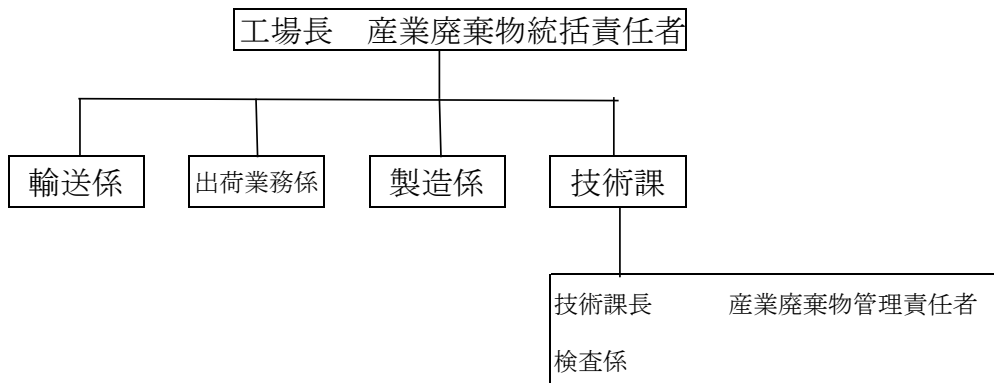 工場長　産業廃棄物統括責任者
輸送係
出荷業務係
製造係
技術課
技術課長　産業廃棄物管理責任者
検査係